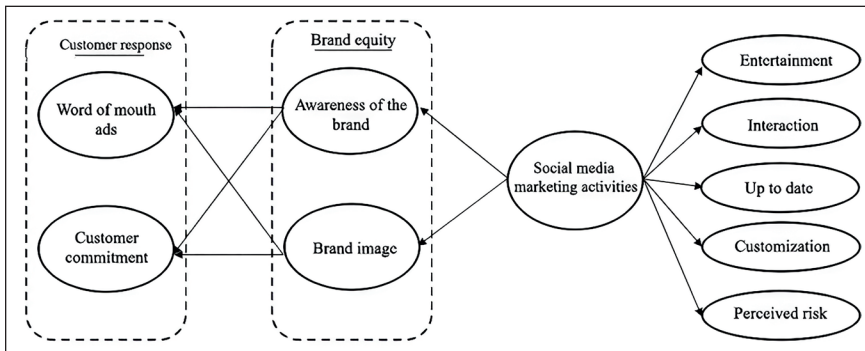 Customer response
Word of mouth
ads
Customer
commitment
Brand equity
Awareness of the
brand
Brand image
Social media
marketing activities
Entertainment
Interaction
Up to date
Customization
Perceived risk